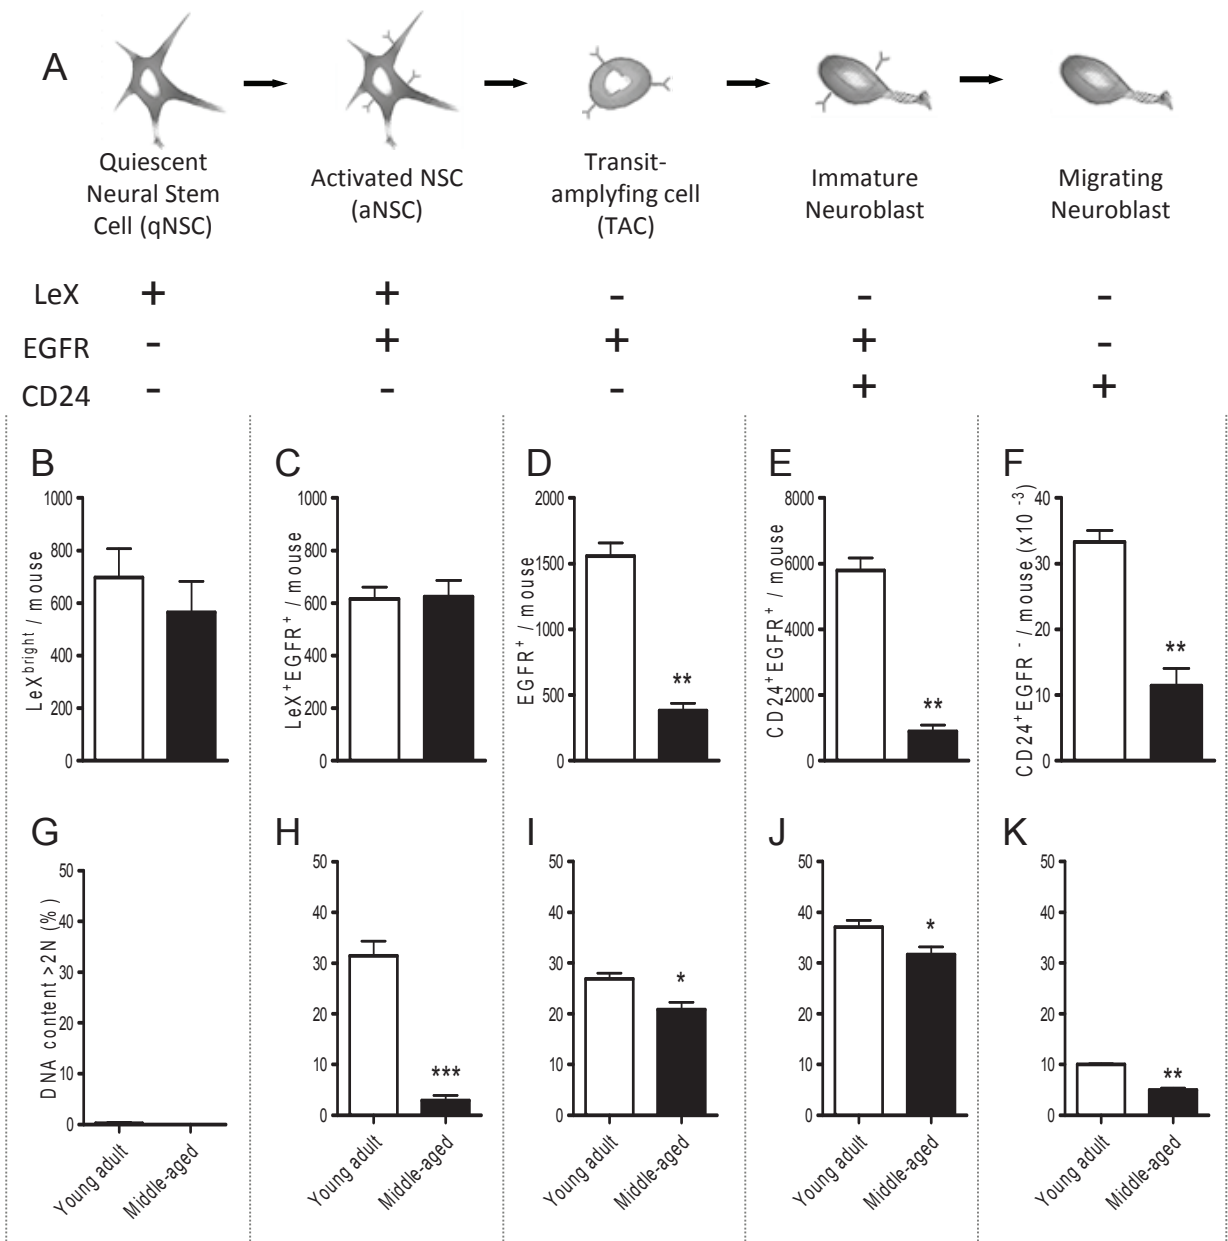 A
Quiescent
Neural Stem
Cell (qNSC)
Activated NSC
(aNSC)
Transit-
amplyfing cell
(TAC)
Immature
Neuroblast
Migrating
Neuroblast
LeX + + - - -
EGFR - + + + -
CD24 - - - + +
B
1000
800
600
400
200
0
LeX^bright / mouse
C
1000
800
600
400
200
0
LeX+EGFR+ / mouse
D
2000
1500
1000
500
0
EGFR+ / mouse
**
E
8000
6000
4000
2000
0
CD24+EGFR+ / mouse
**
F
40
30
20
10
0
CD24+EGFR - / mouse (x10 -3)
**
G
50
40
30
20
10
0
DNA content >2N (%)
Young adult
Middle-aged
H
50
40
30
20
10
0
***
Young adult
Middle-aged
I
50
40
30
20
10
0
*
Young adult
Middle-aged
J
50
40
30
20
10
0
*
Young adult
Middle-aged
K
50
40
30
20
10
0
**
Young adult
Middle-aged